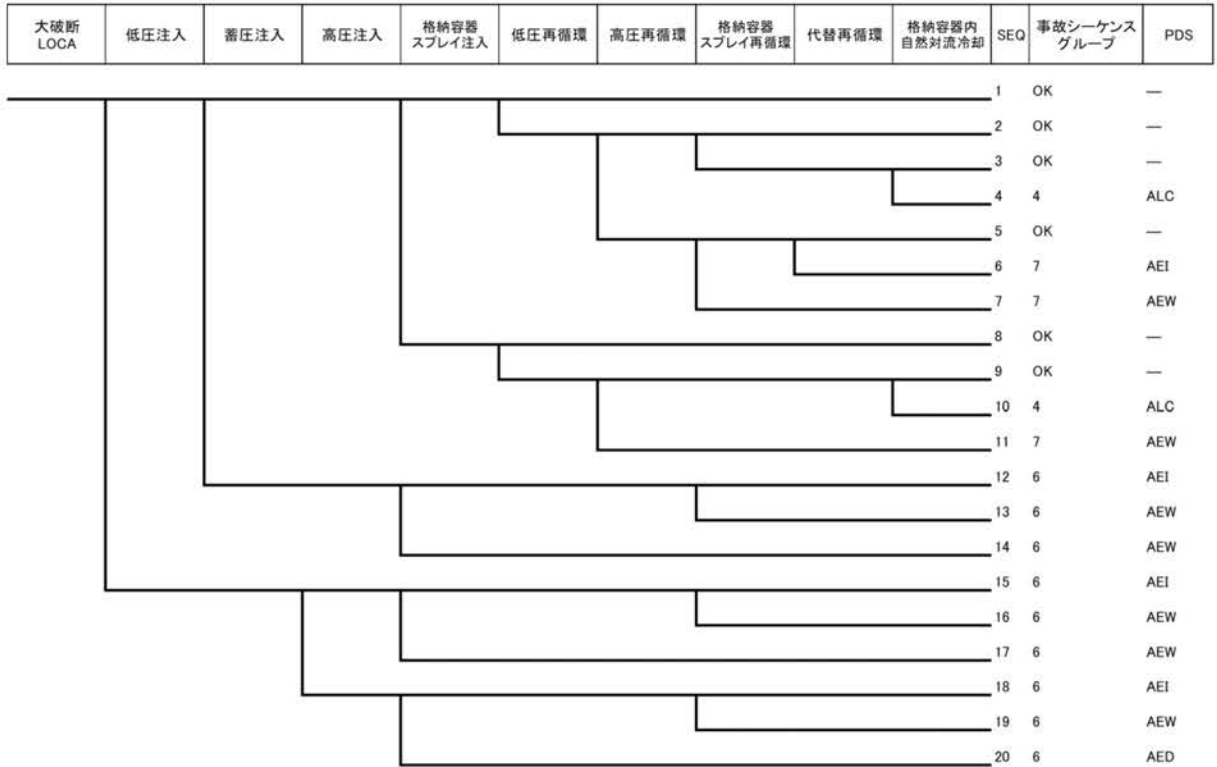 大破断
LOCA
低圧注入
蓄圧注入
高圧注入
格納容器
スプレイ注入
低圧再循環
高圧再循環
格納容器
スプレイ再循環
代替再循環
格納容器内
自然対流冷却
SEQ
事故シーケンス
グループ
PDS
1 OK —
2 OK —
3 OK —
4 4 ALC
5 OK —
6 7 AEI
7 7 AEW
8 OK —
9 OK —
10 4 ALC
11 7 AEW
12 6 AEI
13 6 AEW
14 6 AEW
15 6 AEI
16 6 AEW
17 6 AEW
18 6 AEI
19 6 AEW
20 6 AED